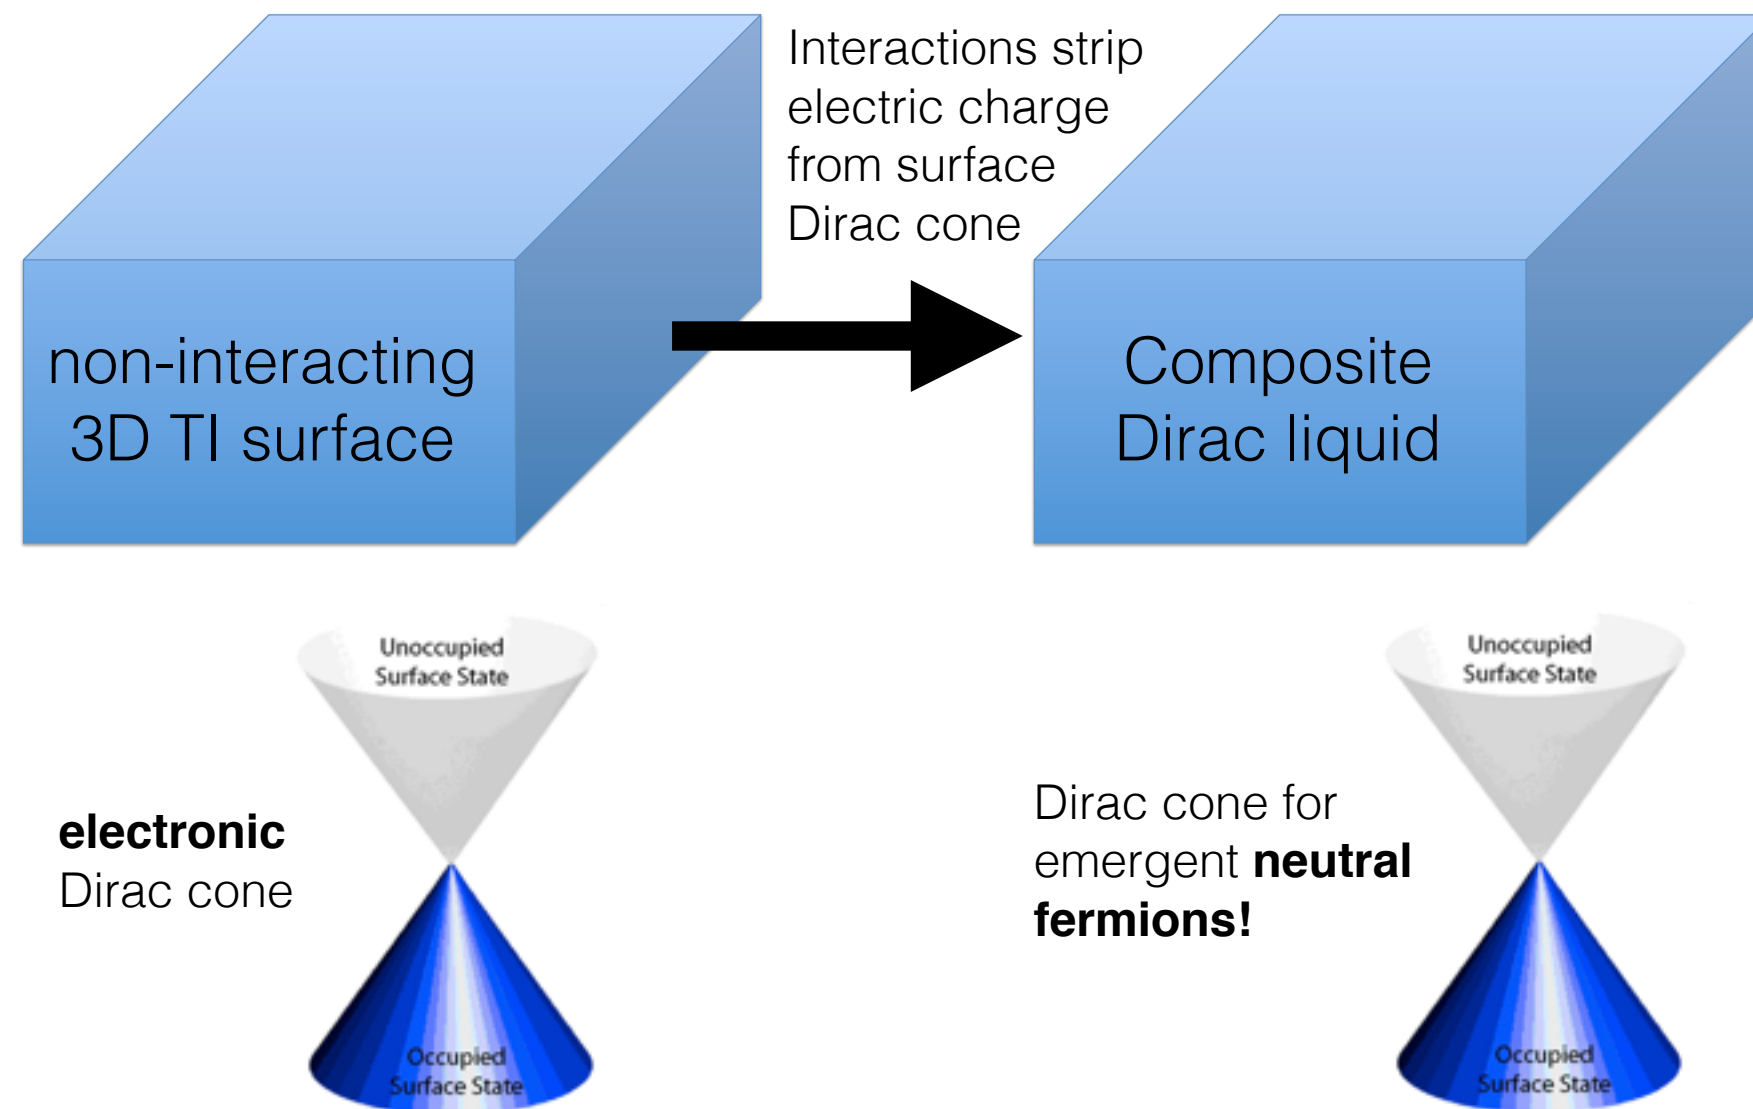 Interactions strip
electric charge
from surface
Dirac cone
non-interacting
3D TI surface
Composite
Dirac liquid
Unoccupied
Surface State
electronic
Dirac cone
Occupied
Surface State
Unoccupied
Surface State
Dirac cone for
emergent neutral
fermions!
Occupied
Surface State